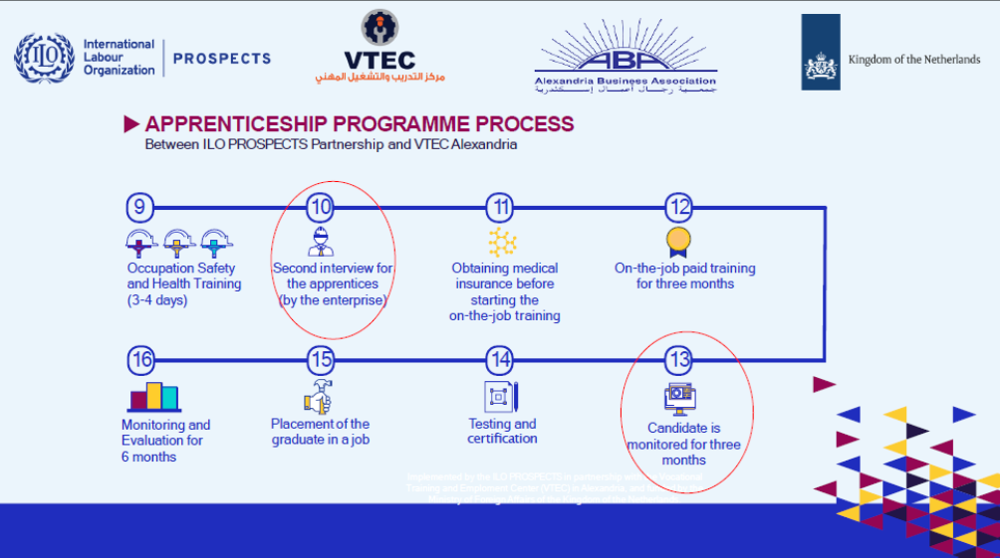 International
Labour
Organization
PROSPECTS
ILO
VTEC
مركز التدريب والتشغيل المهني
ABA
Alexandria Business Association
جمعية رجال أعمال إسكندرية
Kingdom of the Netherlands
APPRENTICESHIP PROGRAMME PROCESS
Between ILO PROSPECTS Partnership and VTEC Alexandria
9
Occupation Safety
and Health Training
(3-4 days)
10
Second interview for
the apprentices
(by the enterprise)
11
Obtaining medical
insurance before
starting the
on-the-job training
12
On-the-job paid training
for three months
16
Monitoring and
Evaluation for
6 months
15
Placement of the
graduate in a job
14
Testing and
certification
13
Candidate is
monitored for three
months
Implemented by the ILO PROSPECTS in partnership with the Vocational
Training and Employment Center (VTEC) in Alexandria, and
Ministry of Foreign Affairs of the Kingdom of the Netherlands